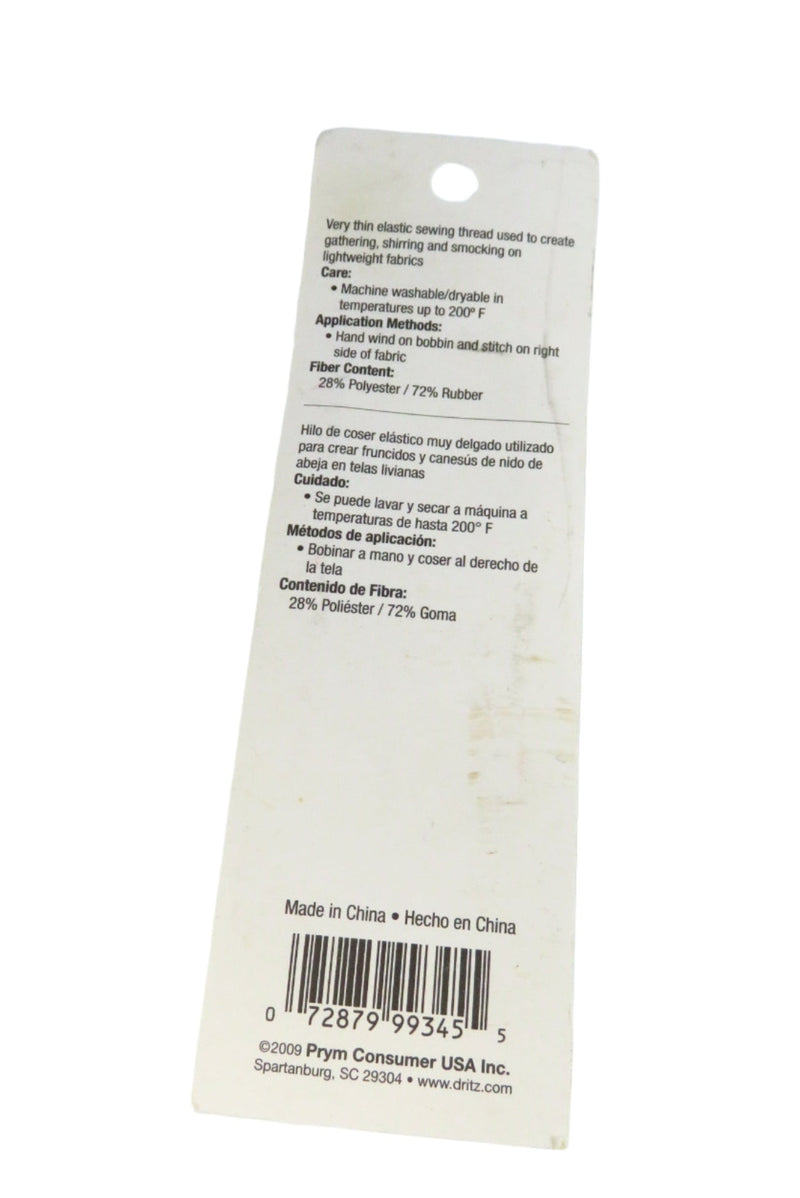 Very thin elastic sewing thread used to create
gathering, shirring and smocking on
lightweight fabrics
Care:
• Machine washable/dryable in
temperatures up to 200º F
Application Methods:
• Hand wind on bobbin and stitch on right
side of fabric
Fiber Content:
28% Polyester / 72% Rubber
Hilo de coser elástico muy delgado utilizado
para crear fruncidos y canesús de nido de
abeja en telas livianas
Cuidado:
• Se puede lavar y secar a máquina a
temperaturas de hasta 200° F
Métodos de aplicación:
• Bobinar a mano y coser al derecho de
la tela
Contenido de Fibra:
28% Poliéster / 72% Goma
Made in China • Hecho en China
0 72879 99345 5
©2009 Prym Consumer USA Inc.
Spartanburg, SC 29304 • www.dritz.com